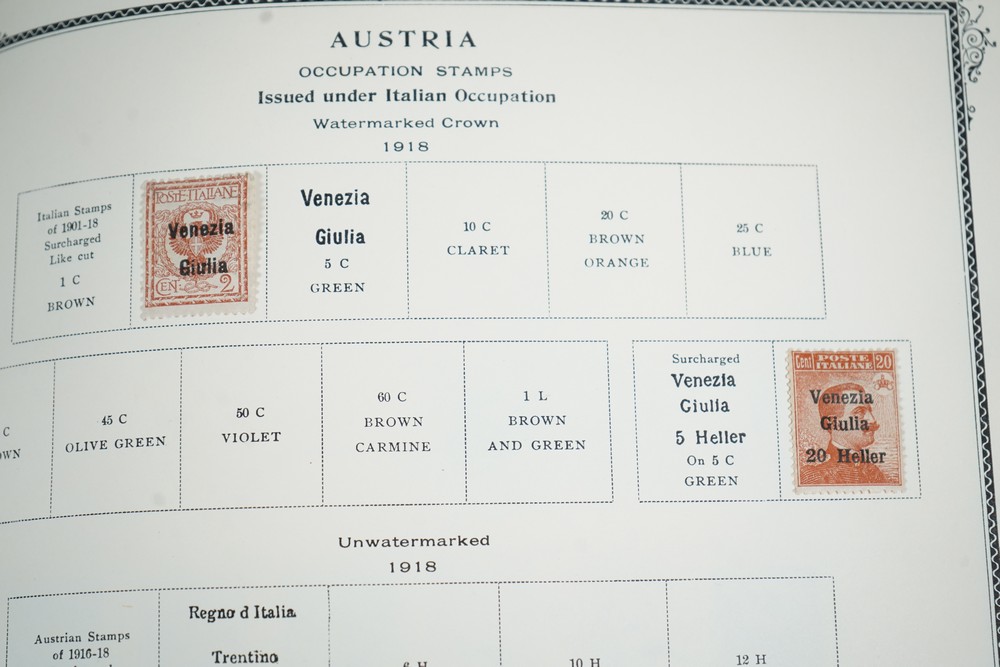 AUSTRIA
OCCUPATION STAMPS
Issued under Italian Occupation
Watermarked Crown
1918
Italian Stamps
of 1901-18
Surcharged
Like cut
1 C
BROWN
POSTE·ITALIANE
Venezia
Giulia
CEN 2
Venezia
Giulia
5 C
GREEN
10 C
CLARET
20 C
BROWN
ORANGE
25 C
BLUE
C
45 C
OLIVE GREEN
50 C
VIOLET
60 C
BROWN
CARMINE
1 L
BROWN
AND GREEN
Surcharged
Venezia
Giulia
5 Heller
On 5 C
GREEN
Cent POSTE ITALIANE 20
Venezia
Giulia
20 Heller
Unwatermarked
1918
Austrian Stamps
of 1916-18
Regno d Italia
Trentino
6 H
10 H
12 H